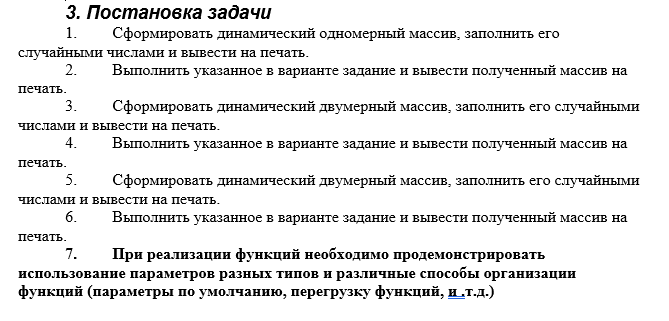 3. Постановка задачи
1. Сформировать динамический одномерный массив, заполнить его
случайными числами и вывести на печать.
2. Выполнить указанное в варианте задание и вывести полученный массив на
печать.
3. Сформировать динамический двумерный массив, заполнить его случайными
числами и вывести на печать.
4. Выполнить указанное в варианте задание и вывести полученный массив на
печать.
5. Сформировать динамический двумерный массив, заполнить его случайными
числами и вывести на печать.
6. Выполнить указанное в варианте задание и вывести полученный массив на
печать.
7. При реализации функций необходимо продемонстрировать
использование параметров разных типов и различные способы организации
функций (параметры по умолчанию, перегрузку функций, и .т.д.)